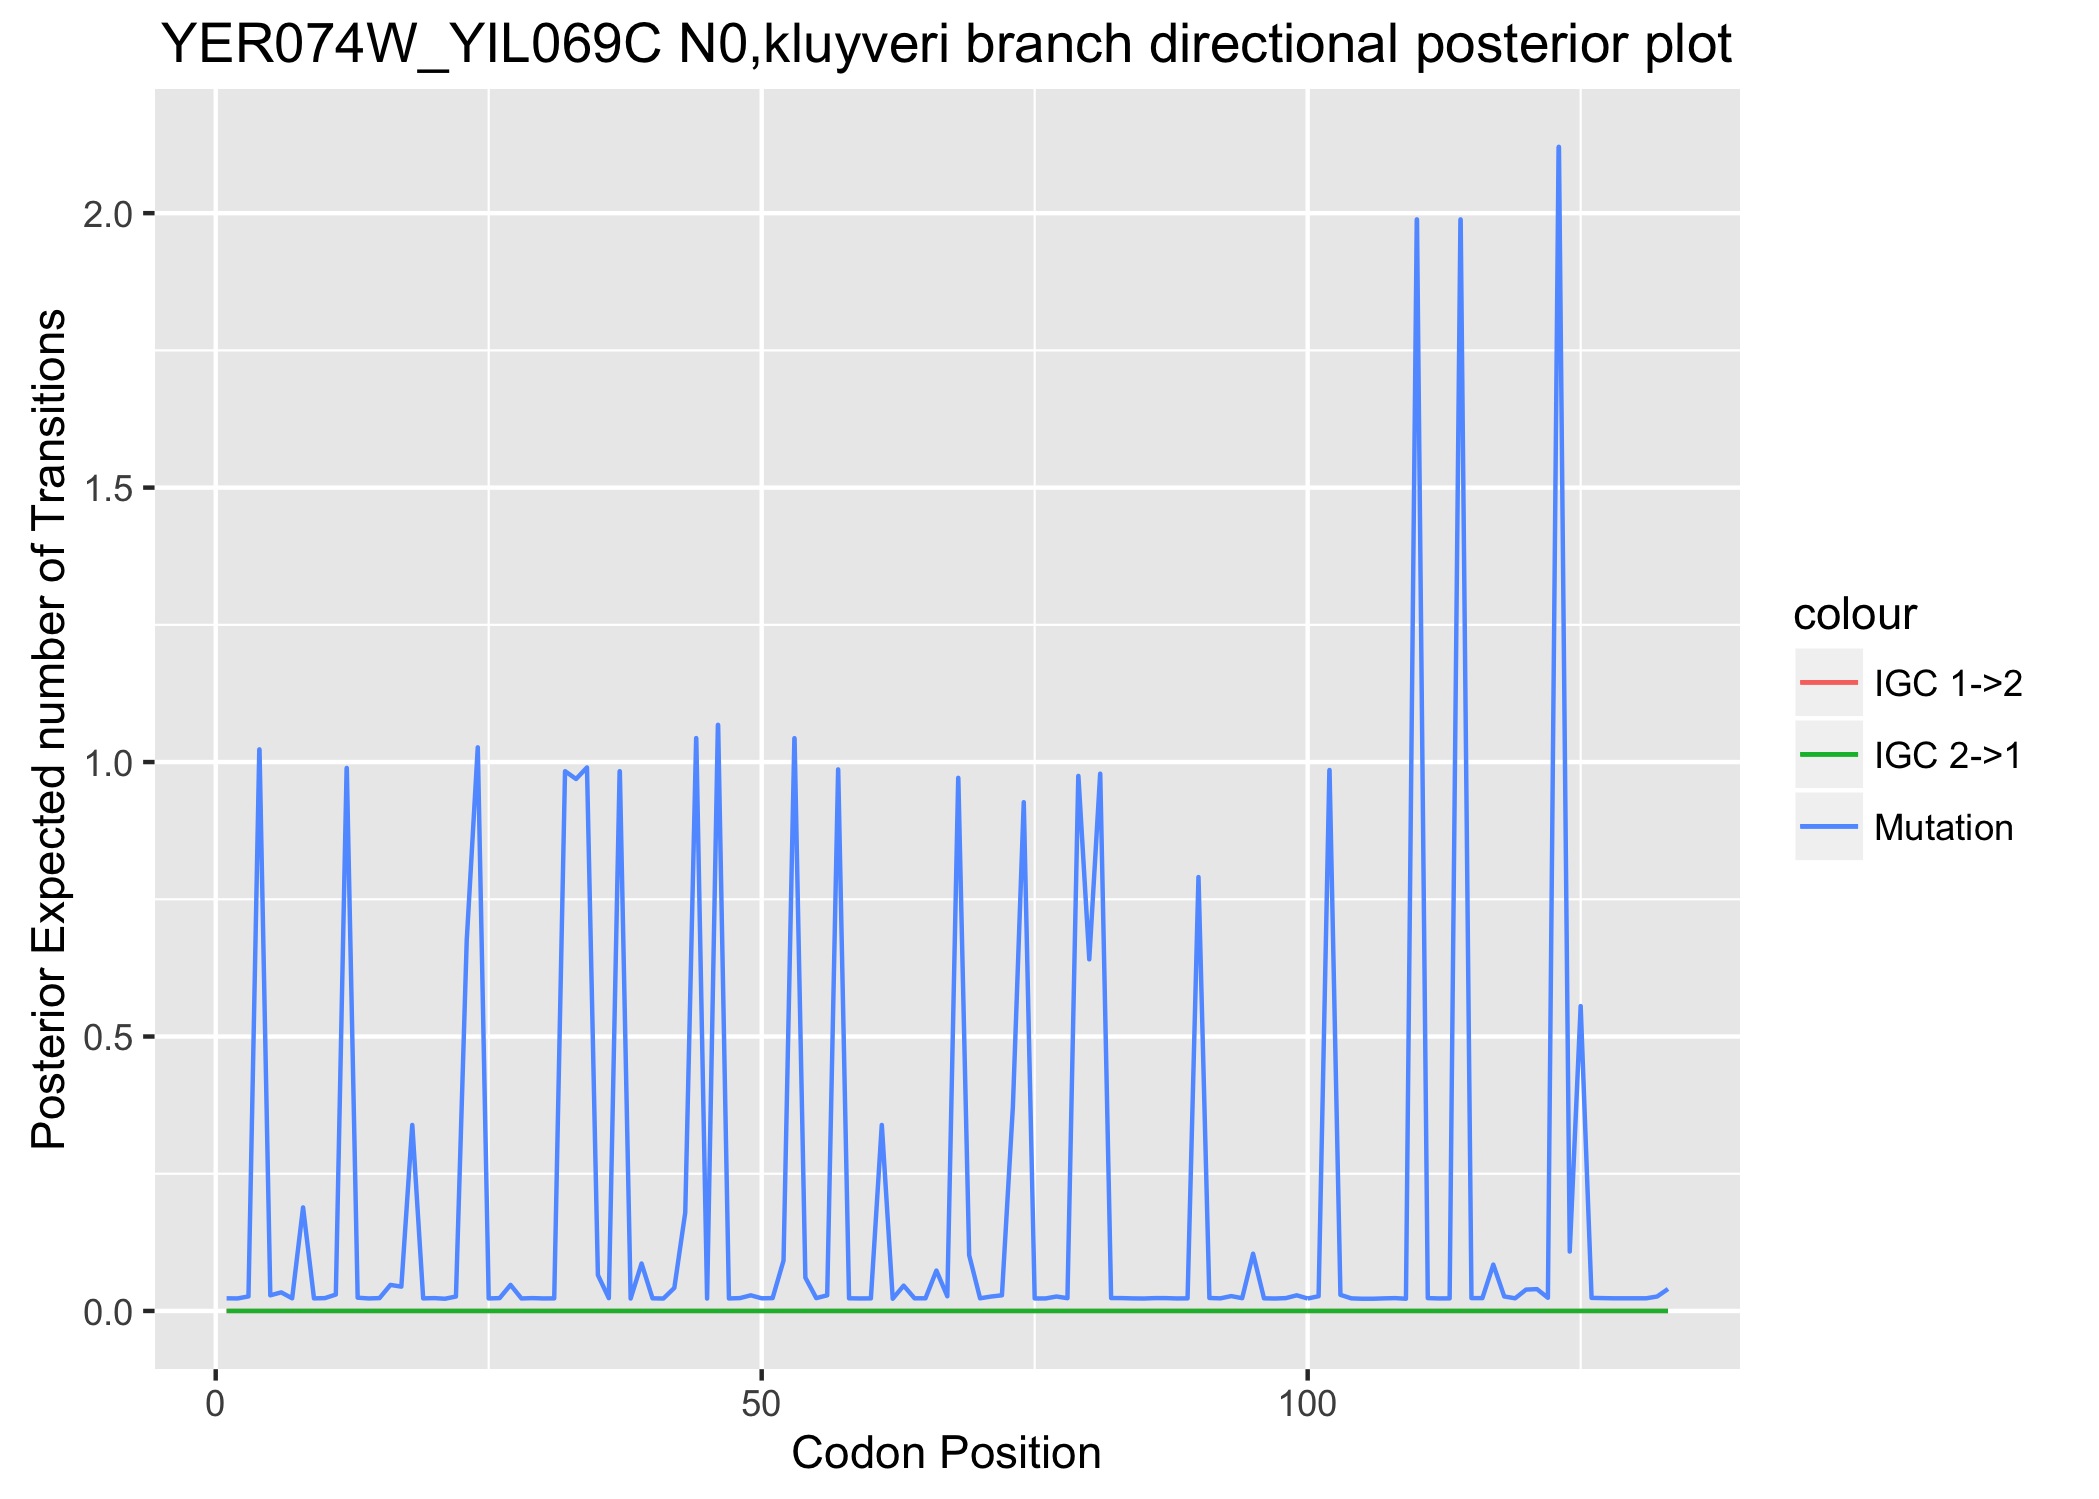 YER074W_YIL069C N0,kluyveri branch directional posterior plot
Posterior Expected number of Transitions
2.0
1.5
1.0
0.5
0.0
0
50
100
Codon Position
colour
IGC 1->2
IGC 2->1
Mutation